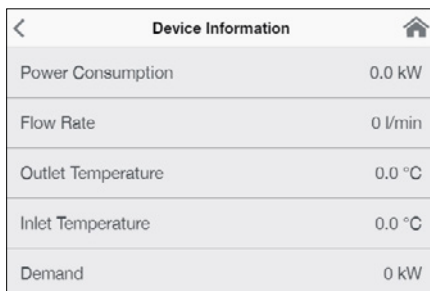 Device Information
Power Consumption 0.0 kW
Flow Rate 0 l/min
Outlet Temperature 0.0 °C
Inlet Temperature 0.0 °C
Demand 0 kW